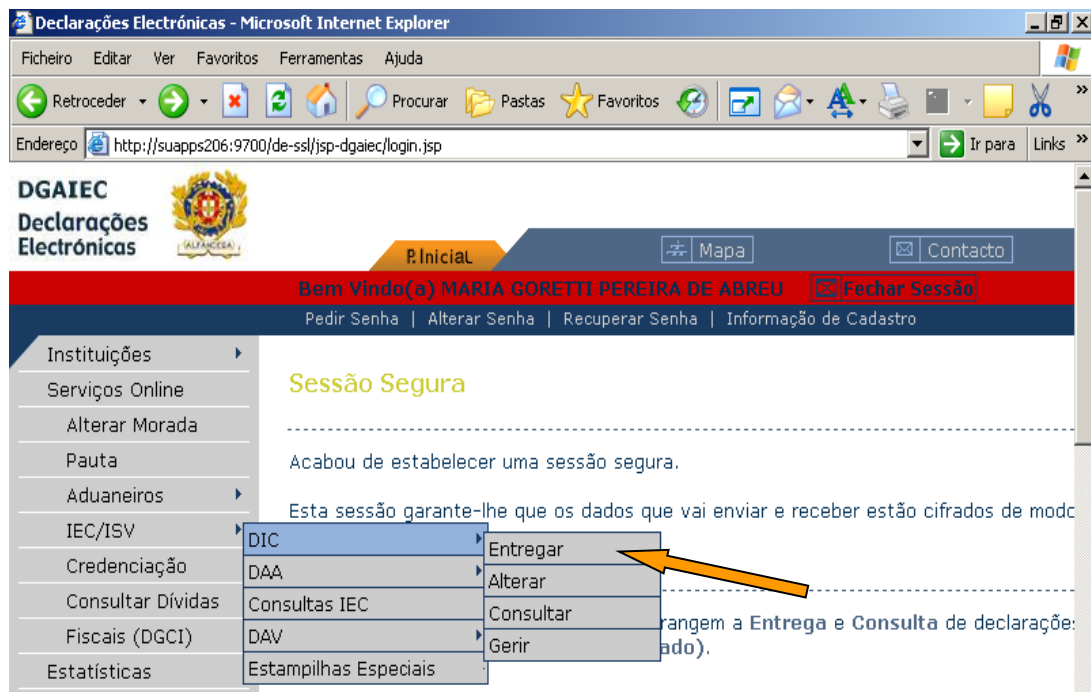 Declarações Electrónicas - Microsoft Internet Explorer
Ficheiro Editar Ver Favoritos Ferramentas Ajuda
Retroceder Procurar Pastas Favoritos »
Endereço http://suapps206:9700/de-ssl/jsp-dgaiec/login.jsp Ir para Links »
DGAIEC
Declarações
Electrónicas
P.Inicial Mapa Contacto
Bem Vindo(a) MARIA GORETTI PEREIRA DE ABREU Fechar Sessão
Pedir Senha | Alterar Senha | Recuperar Senha | Informação de Cadastro
Instituições
Serviços Online
Alterar Morada
Pauta
Aduaneiros
IEC/ISV
Credenciação
Consultar Dívidas
Fiscais (DGCI)
Estatísticas
DIC
DAA
Consultas IEC
DAV
Estampilhas Especiais
Entregar
Alterar
Consultar
Gerir
Sessão Segura
Acabou de estabelecer uma sessão segura.
Esta sessão garante-lhe que os dados que vai enviar e receber estão cifrados de modo
rangem a Entrega e Consulta de declarações
ado).